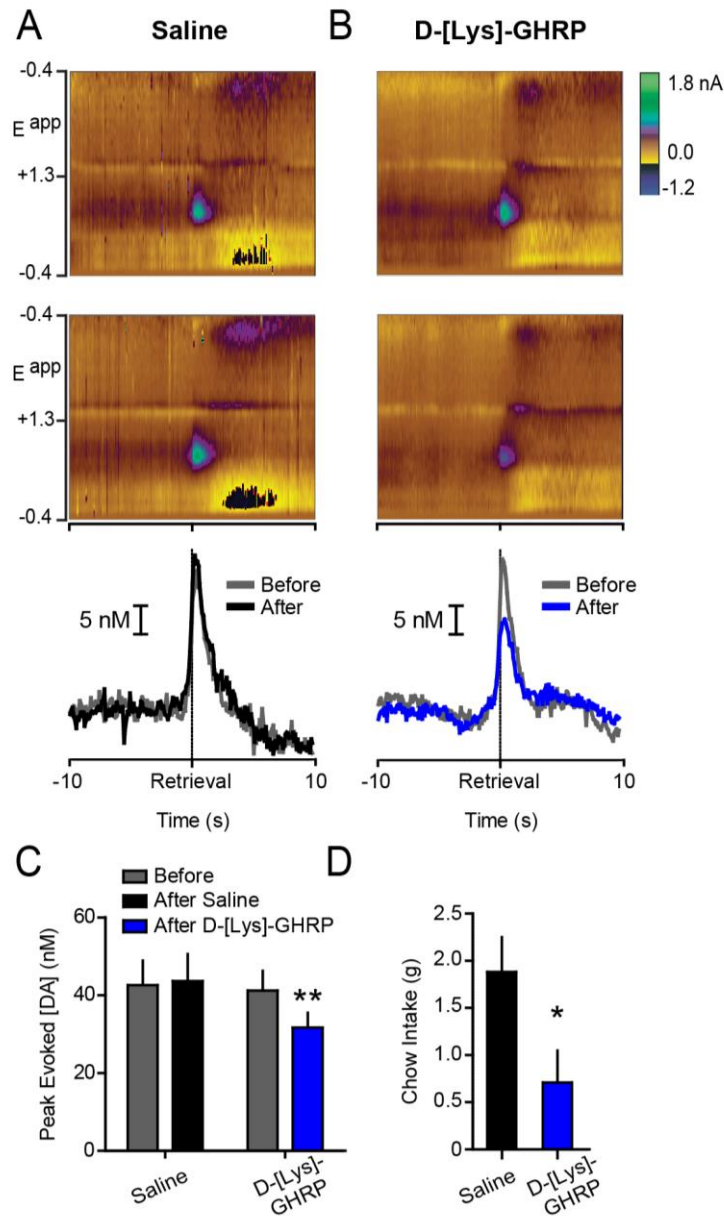 A
Saline
B
D-[Lys]-GHRP
-0.4
E app
+1.3
-0.4
1.8 nA
0.0
-1.2
-0.4
E app
+1.3
-0.4
5 nM
Before
After
5 nM
Before
After
-10
Retrieval
10
-10
Retrieval
10
Time (s)
Time (s)
C
Before
After Saline
After D-[Lys]-GHRP
Peak Evoked [DA] (nM)
60
40
20
0
**
Saline
D-[Lys]-
GHRP
D
Chow Intake (g)
2.5
2.0
1.5
1.0
0.5
0
*
Saline
D-[Lys]-
GHRP